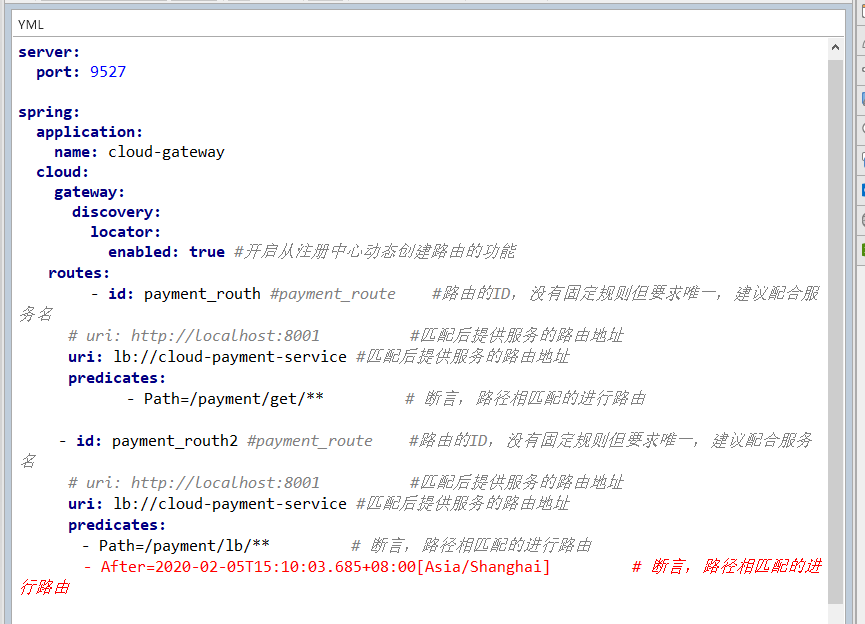 YML
server:
  port: 9527

spring:
  application:
    name: cloud-gateway
  cloud:
    gateway:
      discovery:
        locator:
          enabled: true #开启从注册中心动态创建路由的功能
   routes:
        - id: payment_routh #payment_route    #路由的ID，没有固定规则但要求唯一，建议配合服
务名
     # uri: http://localhost:8001          #匹配后提供服务的路由地址
     uri: lb://cloud-payment-service #匹配后提供服务的路由地址
     predicates:
            - Path=/payment/get/**         # 断言，路径相匹配的进行路由

    - id: payment_routh2 #payment_route    #路由的ID，没有固定规则但要求唯一，建议配合服务
名
     # uri: http://localhost:8001          #匹配后提供服务的路由地址
     uri: lb://cloud-payment-service #匹配后提供服务的路由地址
     predicates:
       - Path=/payment/lb/**         # 断言，路径相匹配的进行路由
       - After=2020-02-05T15:10:03.685+08:00[Asia/Shanghai]         # 断言，路径相匹配的进
行路由